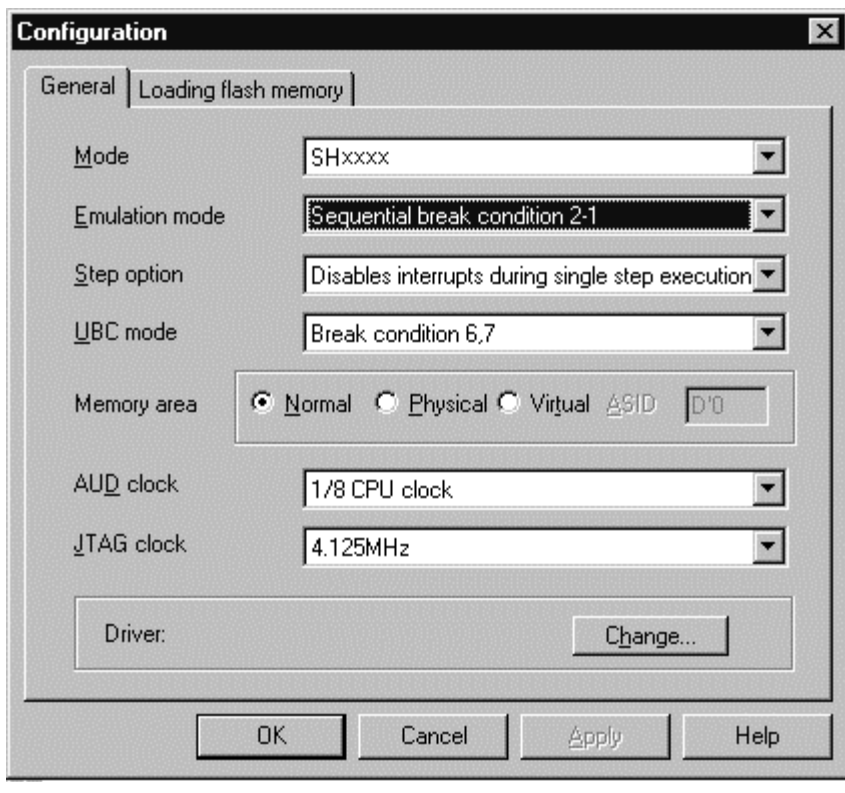 Configuration
General Loading flash memory
Mode SHxxxx
Emulation mode Sequential break condition 2-1
Step option Disables interrupts during single step execution
UBC mode Break condition 6,7
Memory area Normal Physical Virtual ASID D'0
AUD clock 1/8 CPU clock
JTAG clock 4.125MHz
Driver: Change...
OK Cancel Apply Help